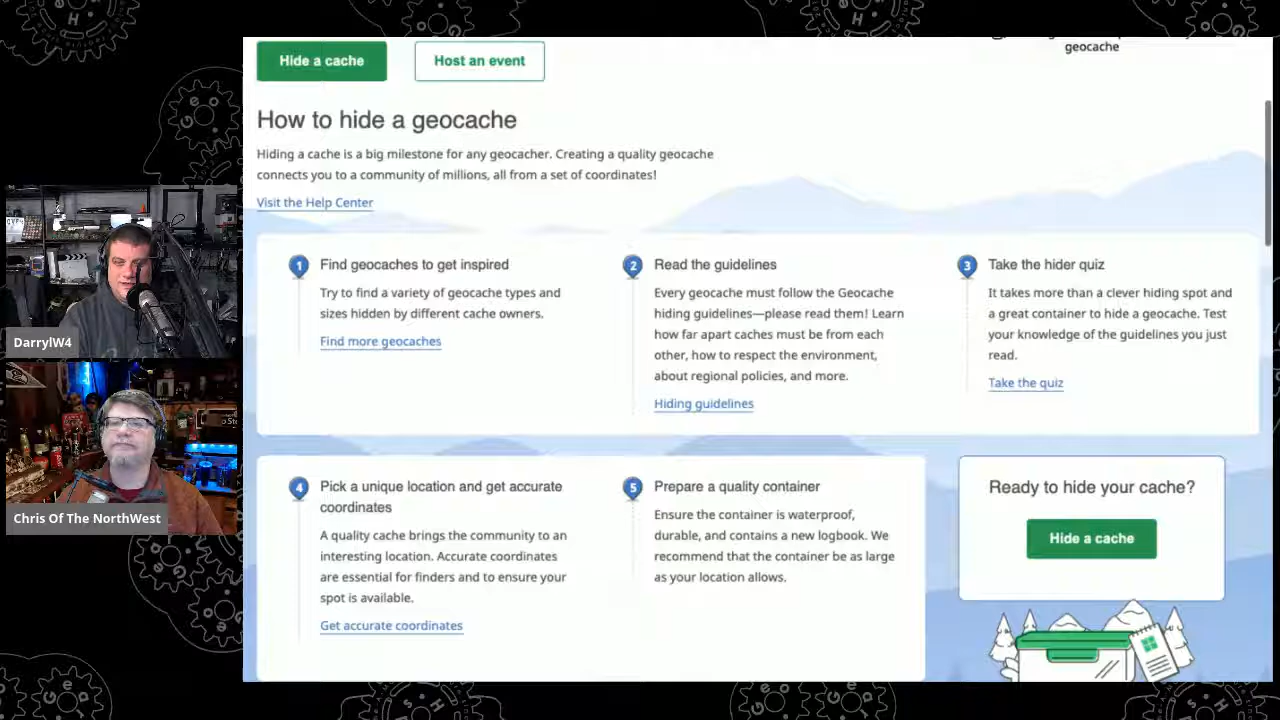 Hide a cache
Host an event
geocache
How to hide a geocache
Hiding a cache is a big milestone for any geocacher. Creating a quality geocache
connects you to a community of millions, all from a set of coordinates!
Visit the Help Center
1
Find geocaches to get inspired
Try to find a variety of geocache types and
sizes hidden by different cache owners.
Find more geocaches
2
Read the guidelines
Every geocache must follow the Geocache
hiding guidelines—please read them! Learn
how far apart caches must be from each
other, how to respect the environment,
about regional policies, and more.
Hiding guidelines
3
Take the hider quiz
It takes more than a clever hiding spot and
a great container to hide a geocache. Test
your knowledge of the guidelines you just
read.
Take the quiz
4
Pick a unique location and get accurate
coordinates
A quality cache brings the community to an
interesting location. Accurate coordinates
are essential for finders and to ensure your
spot is available.
Get accurate coordinates
5
Prepare a quality container
Ensure the container is waterproof,
durable, and contains a new logbook. We
recommend that the container be as large
as your location allows.
Ready to hide your cache?
Hide a cache
DarrylW4
Chris Of The NorthWest